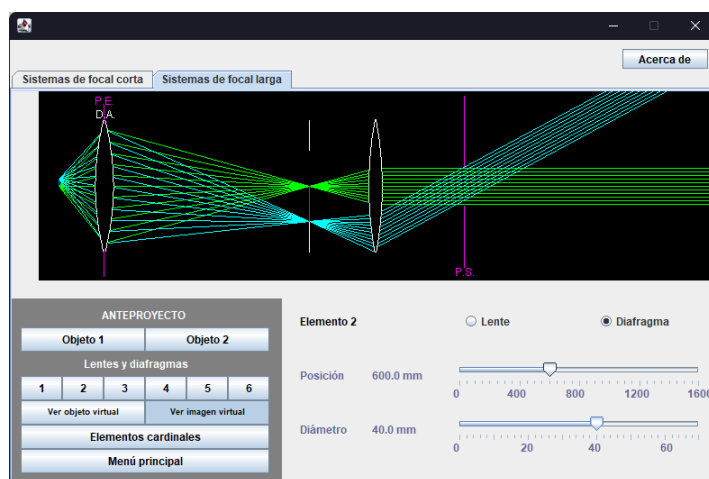 Acerca de
Sistemas de focal corta Sistemas de focal larga
P.E.
D.A.
P.S.
ANTEPROYECTO
Objeto 1 Objeto 2
Lentes y diafragmas
1 2 3 4 5 6
Ver objeto virtual Ver imagen virtual
Elementos cardinales
Menú principal
Elemento 2 Lente Diafragma
Posición 600.0 mm
0 400 800 1200 1600
Diámetro 40.0 mm
0 20 40 60